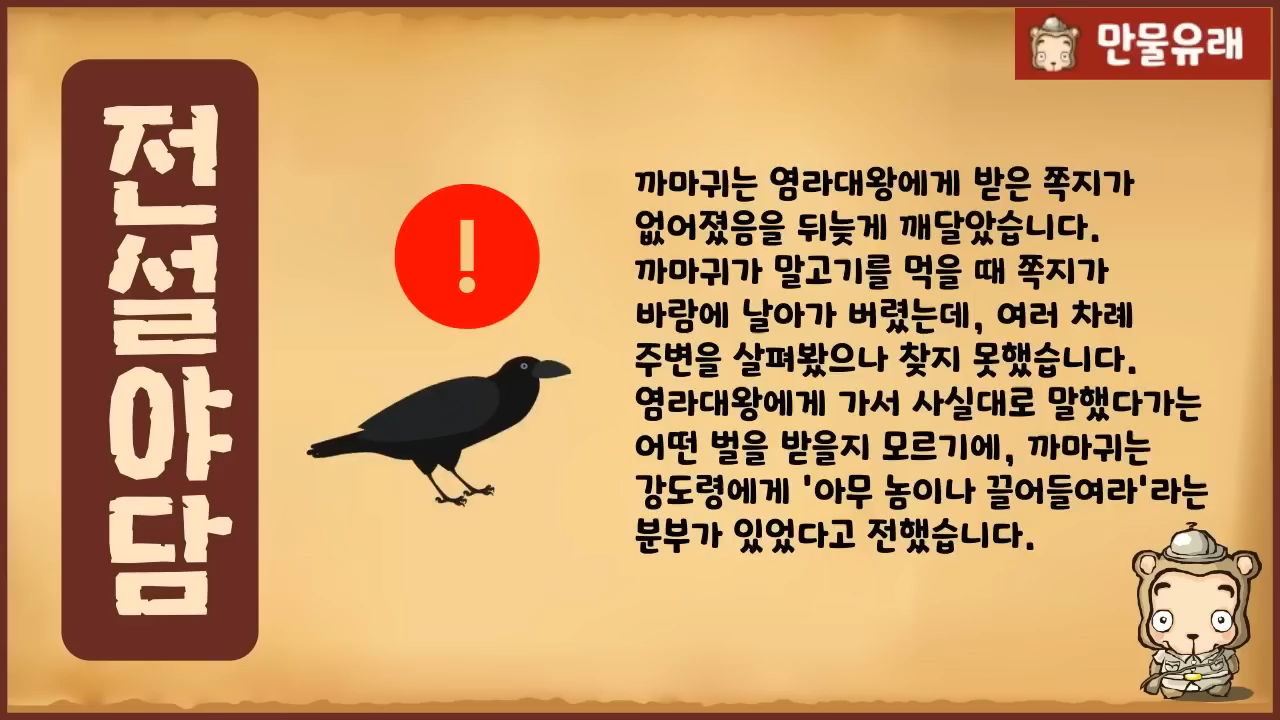 만물유래
전설야담
!
까마귀는 염라대왕에게 받은 쪽지가
없어졌음을 뒤늦게 깨달았습니다.
까마귀가 말고기를 먹을 때 쪽지가
바람에 날아가 버렸는데, 여러 차례
주변을 살펴봤으나 찾지 못했습니다.
염라대왕에게 가서 사실대로 말했다가는
어떤 벌을 받을지 모르기에, 까마귀는
강도령에게 '아무 놈이나 끌어들여라'라는
분부가 있었다고 전했습니다.